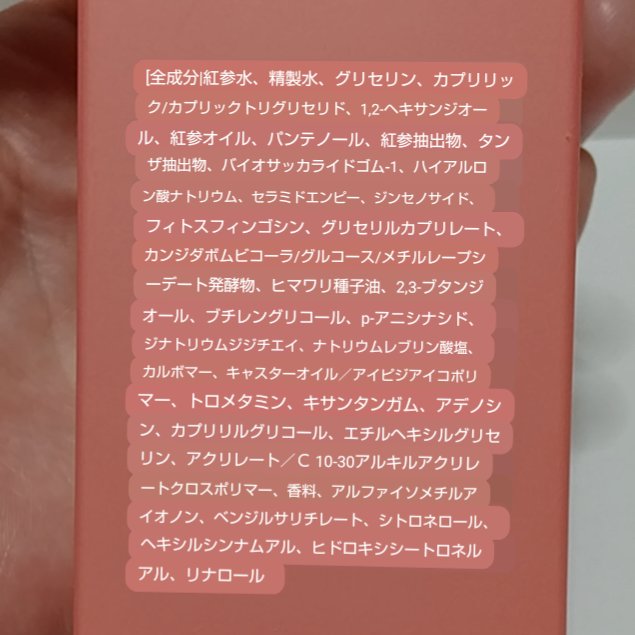 [全成分]紅参水、精製水、グリセリン、カプリリッ
ク/カプリックトリグリセリド、1,2-ヘキサンジオー
ル、紅参オイル、パンテノール、紅参抽出物、タン
ザ抽出物、バイオサッカライドゴム-1、ハイアルロ
ン酸ナトリウム、セラミドエンピー、ジンセノサイド、
フィトスフィンゴシン、グリセリルカプリレート、
カンジダボムビコーラ/グルコース/メチルレープシ
ーデート発酵物、ヒマワリ種子油、2,3-ブタンジ
オール、ブチレングリコール、p-アニシナシド、
ジナトリウムジジチエイ、ナトリウムレブリン酸塩、
カルボマー、キャスターオイル／アイピジアイコポリ
マー、トロメタミン、キサンタンガム、アデノシ
ン、カプリリルグリコール、エチルヘキシルグリセ
リン、アクリレート／C 10-30アルキルアクリレ
ートクロスポリマー、香料、アルファイソメチルア
イオノン、ベンジルサリチレート、シトロネロール、
ヘキシルシンナムアル、ヒドロキシシートロネル
アル、リナロール